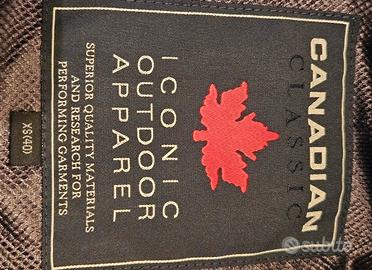 CANADIAN
CLASSIC
ICONIC
OUTDOOR
APPAREL
SUPERIOR QUALITY MATERIALS
AND RESEARCH FOR
PERFORMING GARMENTS
XS(40)
subito